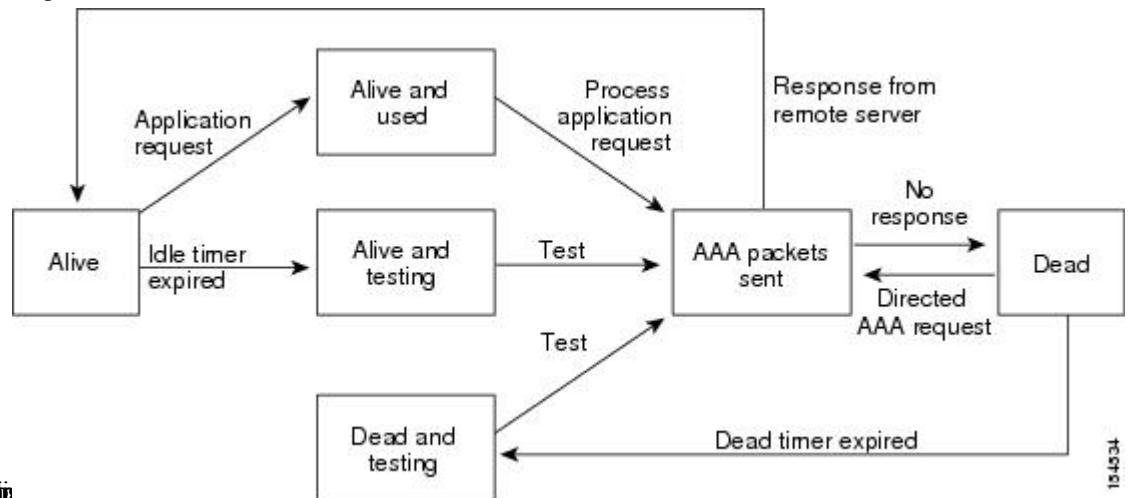 Alive and
used
Process
application
request
Response from
remote server
Application
request
No
response
Alive
Idle timer
expired
Alive and
testing
Test
AAA packets
sent
Dead
Directed
AAA request
Test
Dead and
testing
Dead timer expired
154534